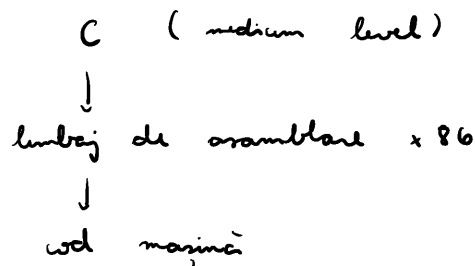 C (medium level)
↓
limbaj de asamblare x86
↓
cod mașină